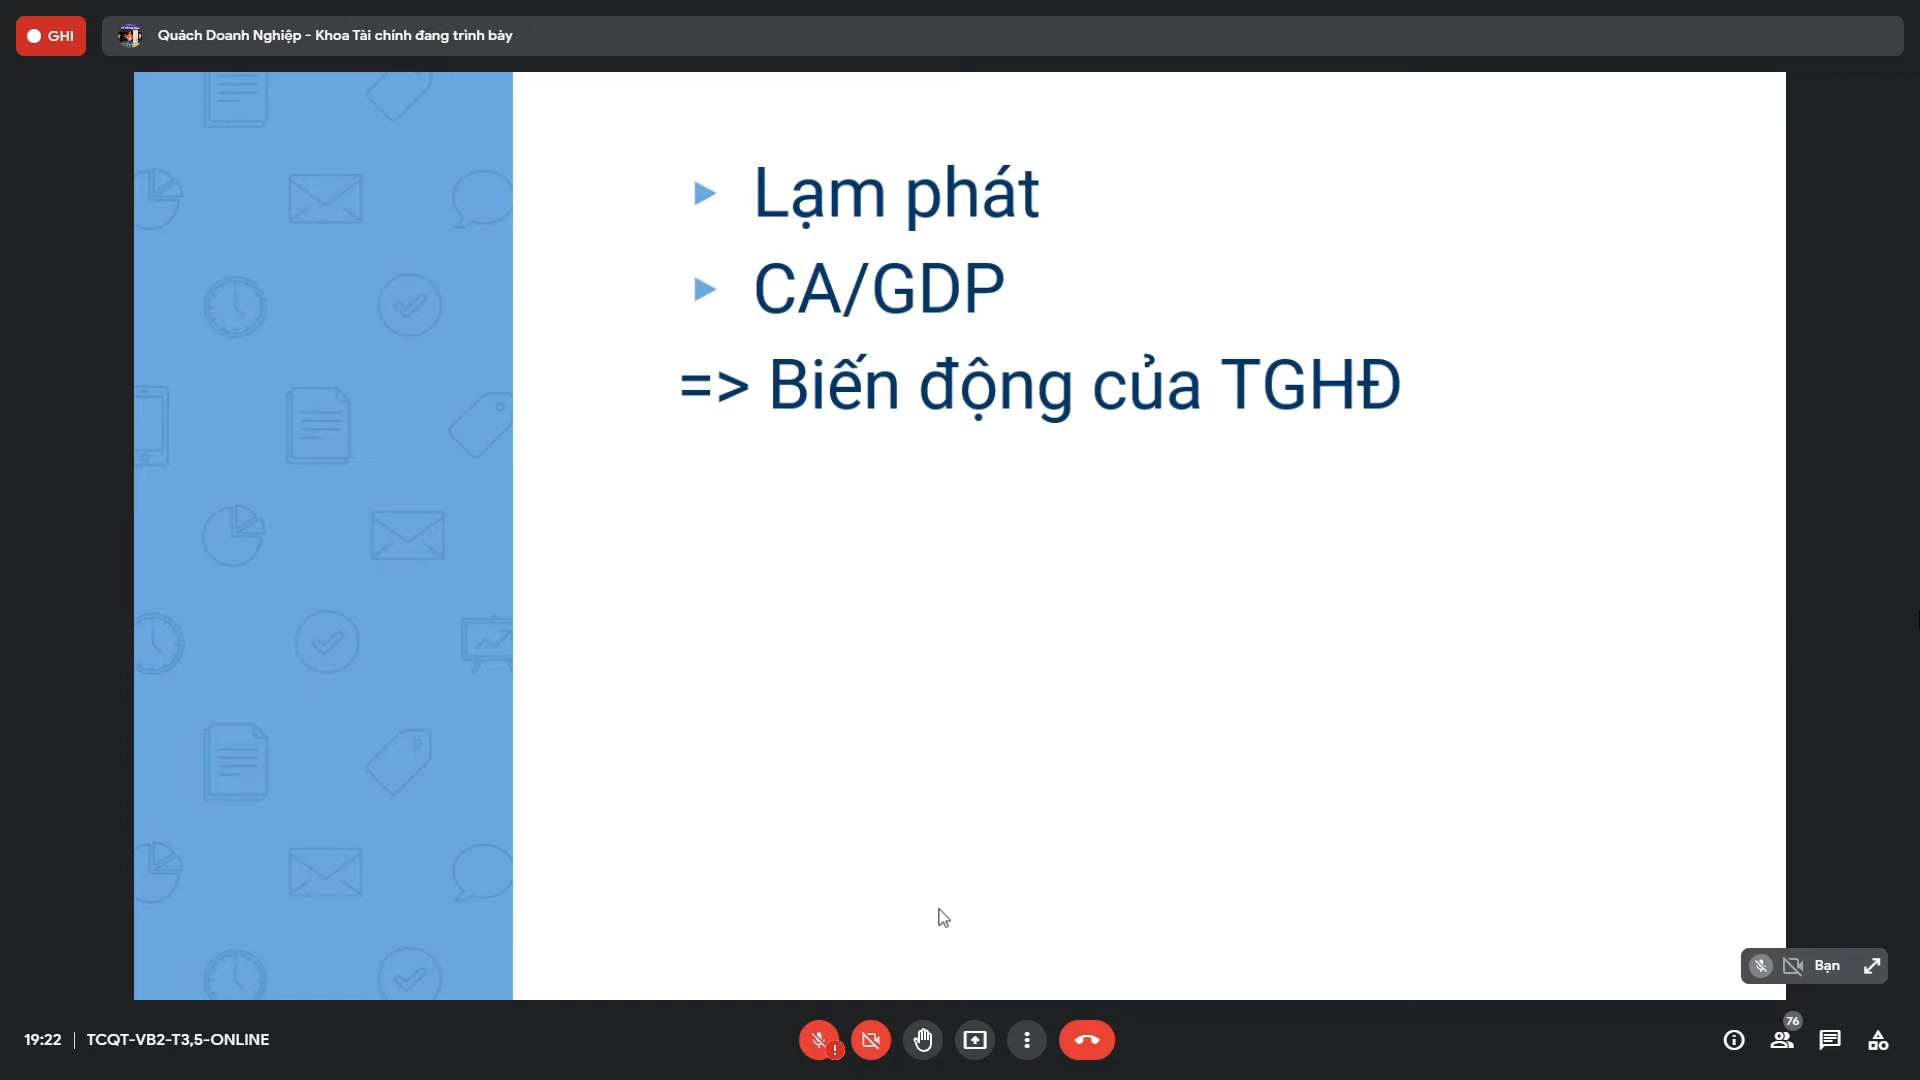 GHI
Quách Doanh Nghiệp - Khoa Tài chính đang trình bày
Lạm phát
CA/GDP
=> Biến động của TGHĐ
Bạn
19:22 | TCQT-VB2-T3,5-ONLINE
76